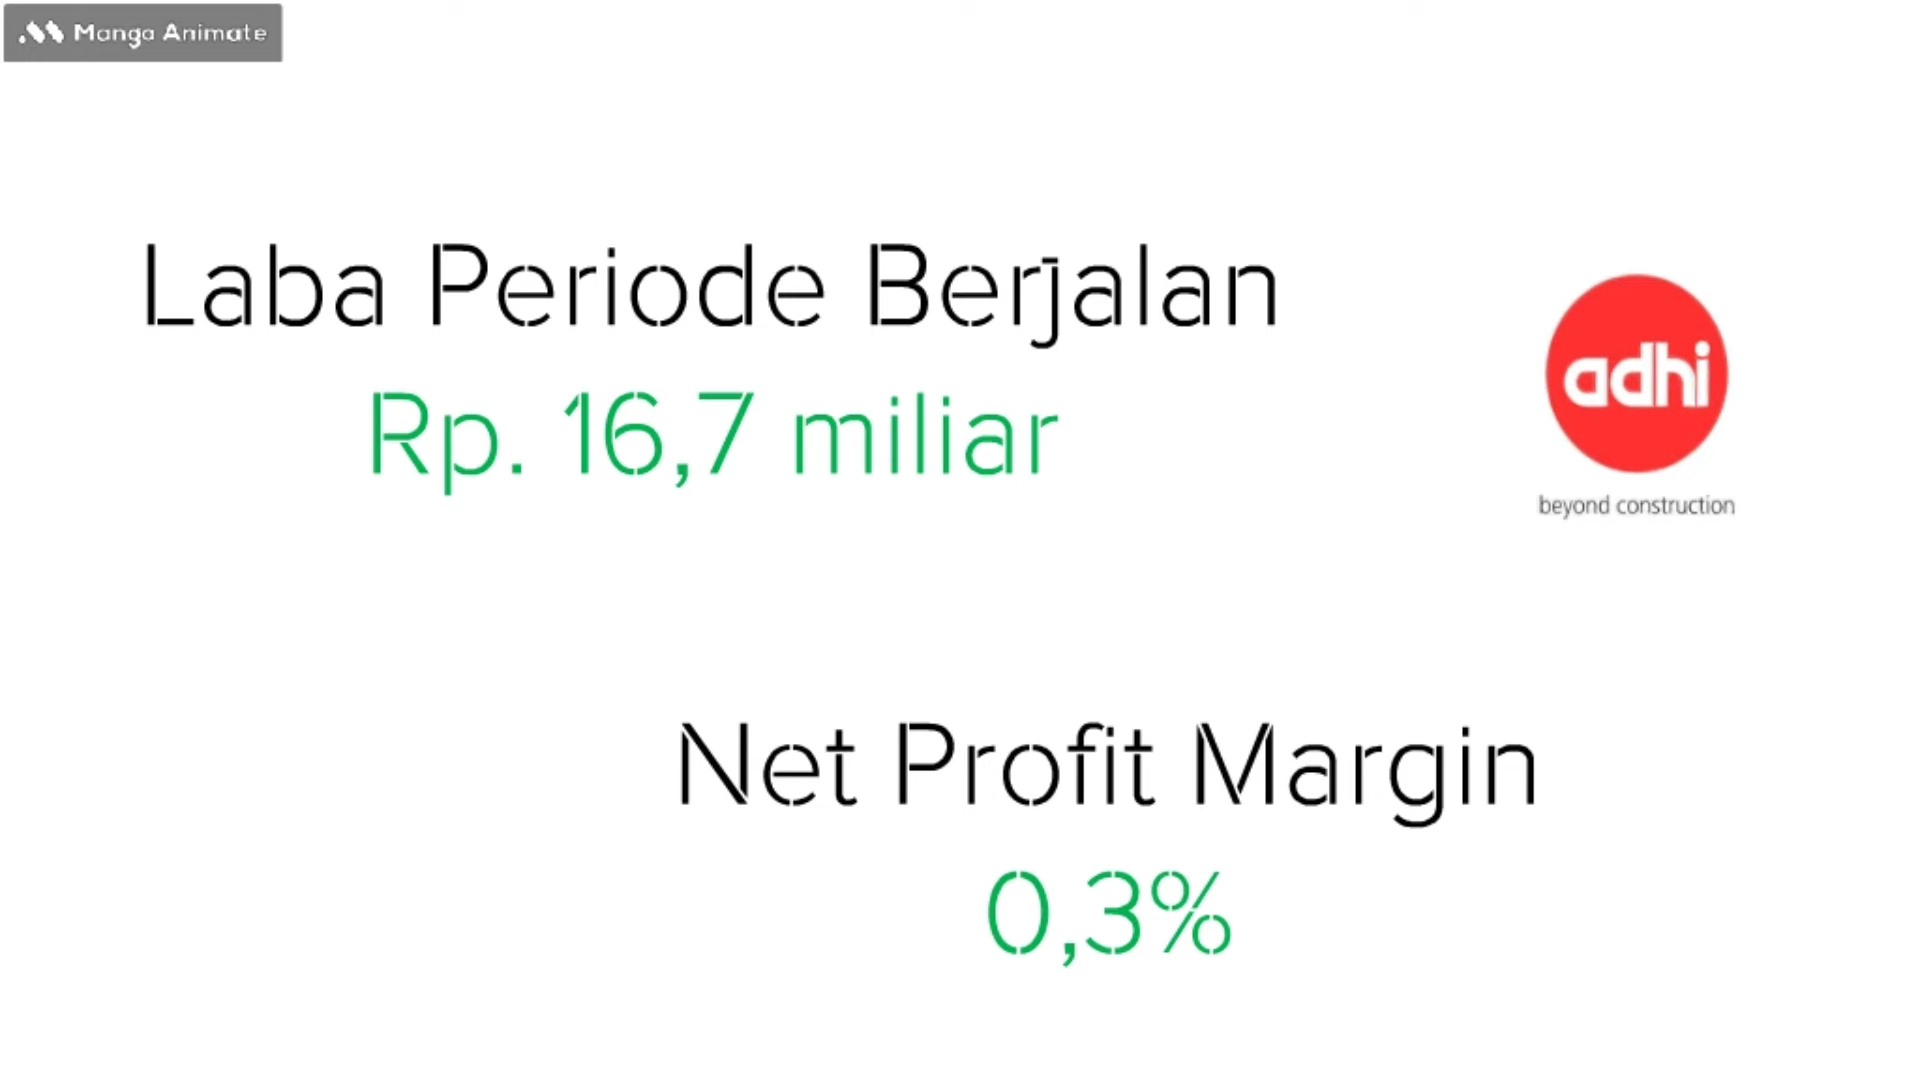 Manga Animate
Laba Periode Berjalan
Rp. 16,7 miliar
adhi
beyond construction
Net Profit Margin
0,3%